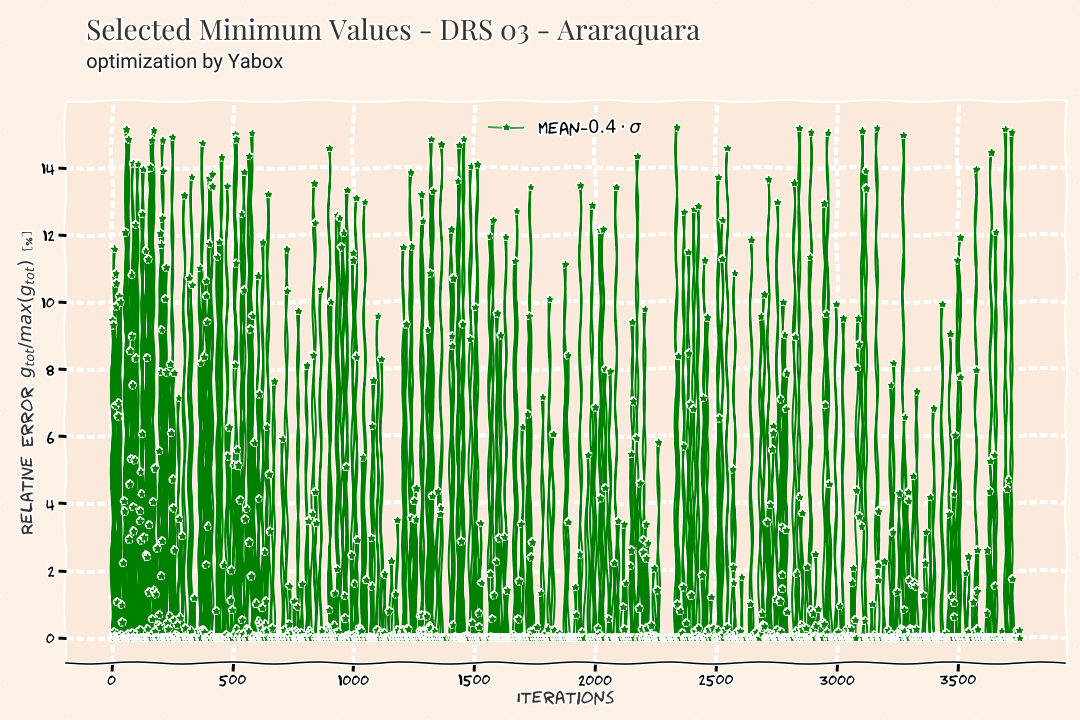 Selected Minimum Values - DRS 03 - Araraquara
optimization by Yabox
MEAN-0.4 · σ
RELATIVE ERROR g_tot/max(g_tot) [%]
14
12
10
8
6
4
2
0
0 500 1000 1500 2000 2500 3000 3500
ITERATIONS